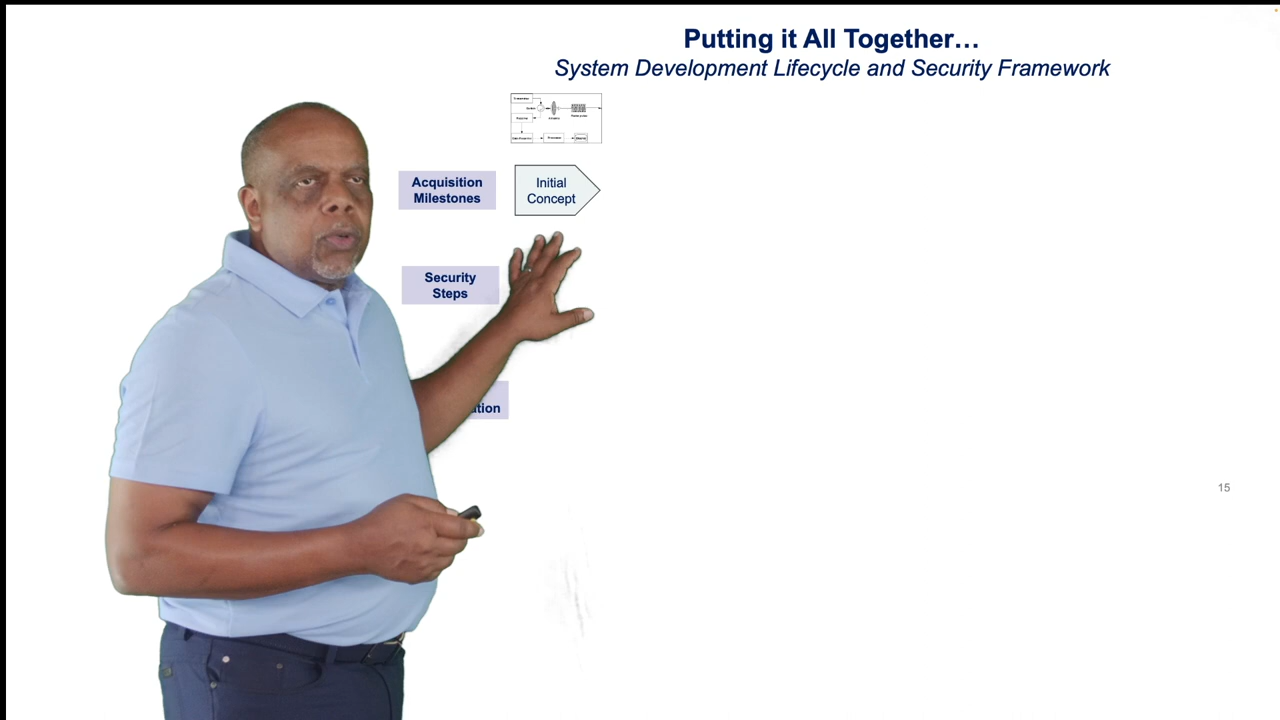 Putting it All Together…
System Development Lifecycle and Security Framework
Acquisition
Milestones
Initial
Concept
Security
Steps
15